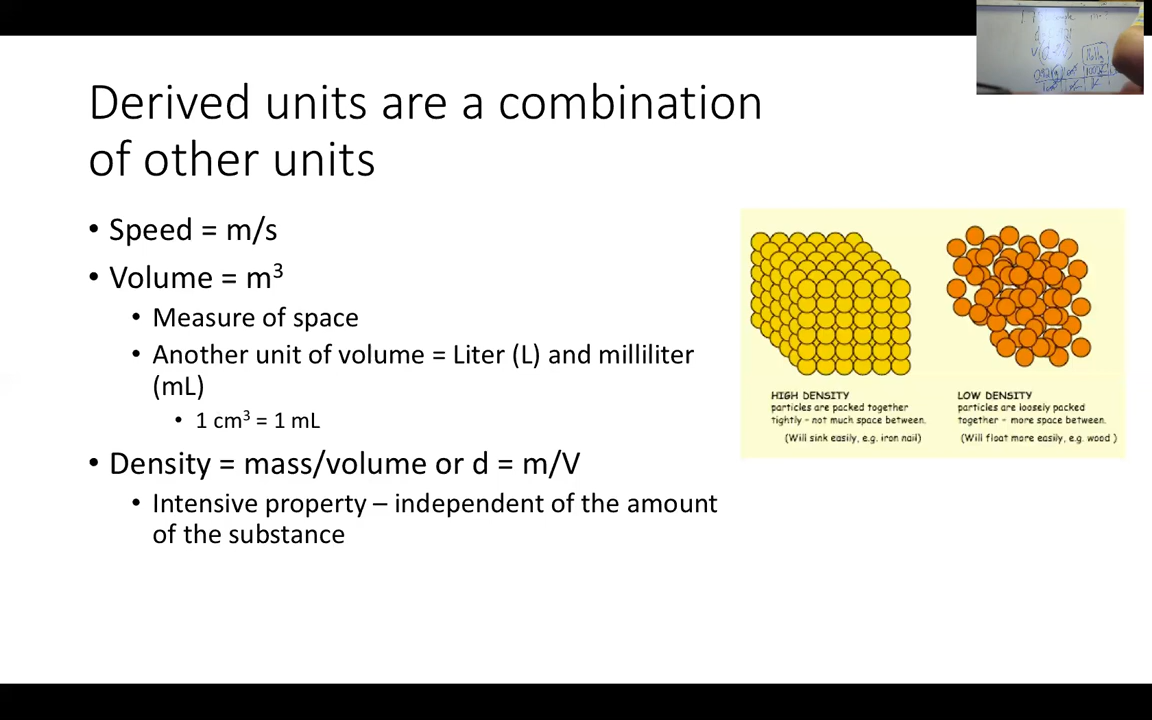 Derived units are a combination
of other units
• Speed = m/s
• Volume = m³
• Measure of space
• Another unit of volume = Liter (L) and milliliter
(mL)
• 1 cm³ = 1 mL
• Density = mass/volume or d = m/V
• Intensive property – independent of the amount
of the substance
HIGH DENSITY
particles are packed together
tightly - not much space between.
(Will sink easily, e.g. iron nail)
LOW DENSITY
particles are loosely packed
together - more space between.
(Will float more easily, e.g. wood )